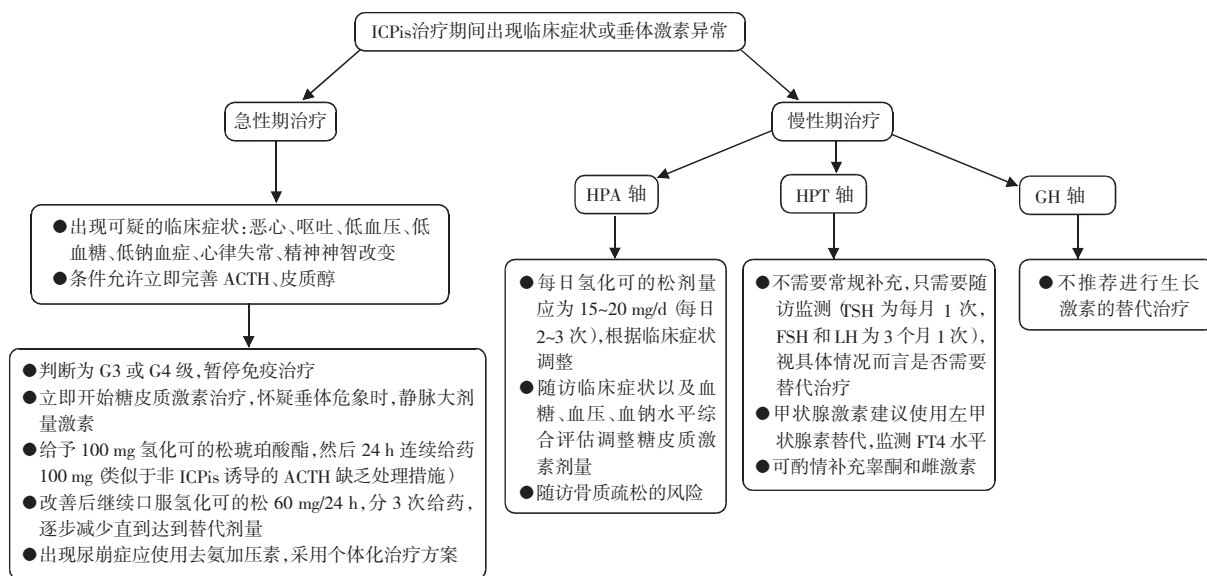 ICPis治疗期间出现临床症状或垂体激素异常
急性期治疗
慢性期治疗
HPA 轴
HPT 轴
GH 轴
●出现可疑的临床症状:恶心、呕吐、低血压、低
血糖、低钠血症、心律失常、精神神智改变
●条件允许立即完善 ACTH、皮质醇
●判断为 G3 或 G4 级,暂停免疫治疗
●立即开始糖皮质激素治疗,怀疑垂体危象时,静脉大剂
量激素
●给予 100 mg 氢化可的松琥珀酸酯,然后 24 h 连续给药
100 mg (类似于非 ICPis 诱导的 ACTH 缺乏处理措施)
●改善后继续口服氢化可的松 60 mg/24 h,分 3 次给药,
逐步减少直到达到替代剂量
●出现尿崩症应使用去氨加压素,采用个体化治疗方案
●每日氢化可的松剂量
应为 15~20 mg/d (每日
2~3 次),根据临床症状
调整
●随访临床症状以及血
糖、血压、血钠水平综
合评估调整糖皮质激
素剂量
●随访骨质疏松的风险
●不需要常规补充,只需要随
访监测 (TSH 为每月 1 次,
FSH 和 LH 为 3 个月 1 次),
视具体情况而言是否需要
替代治疗
●甲状腺激素建议使用左甲
状腺素替代,监测 FT4 水平
●可酌情补充睾酮和雌激素
●不推荐进行生长
激素的替代治疗